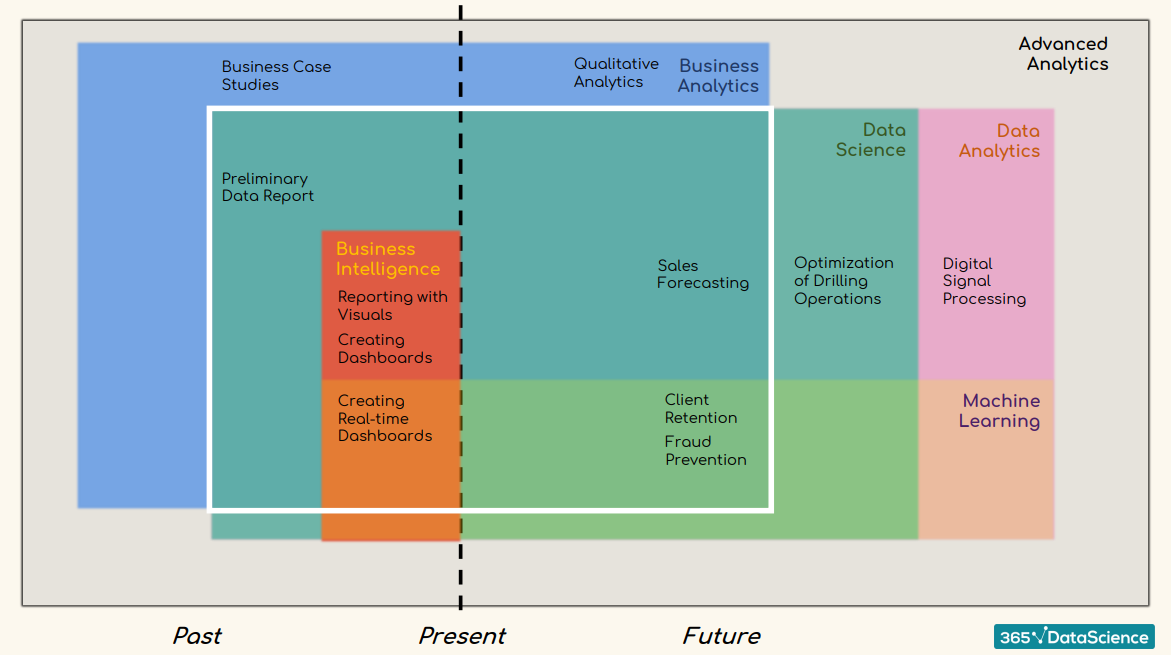 Advanced
Analytics
Business Case
Studies
Qualitative
Analytics
Business
Analytics
Data
Science
Data
Analytics
Preliminary
Data Report
Business
Intelligence
Reporting with
Visuals
Creating
Dashboards
Sales
Forecasting
Optimization
of Drilling
Operations
Digital
Signal
Processing
Creating
Real-time
Dashboards
Client
Retention
Fraud
Prevention
Machine
Learning
Past
Present
Future
365 DataScience